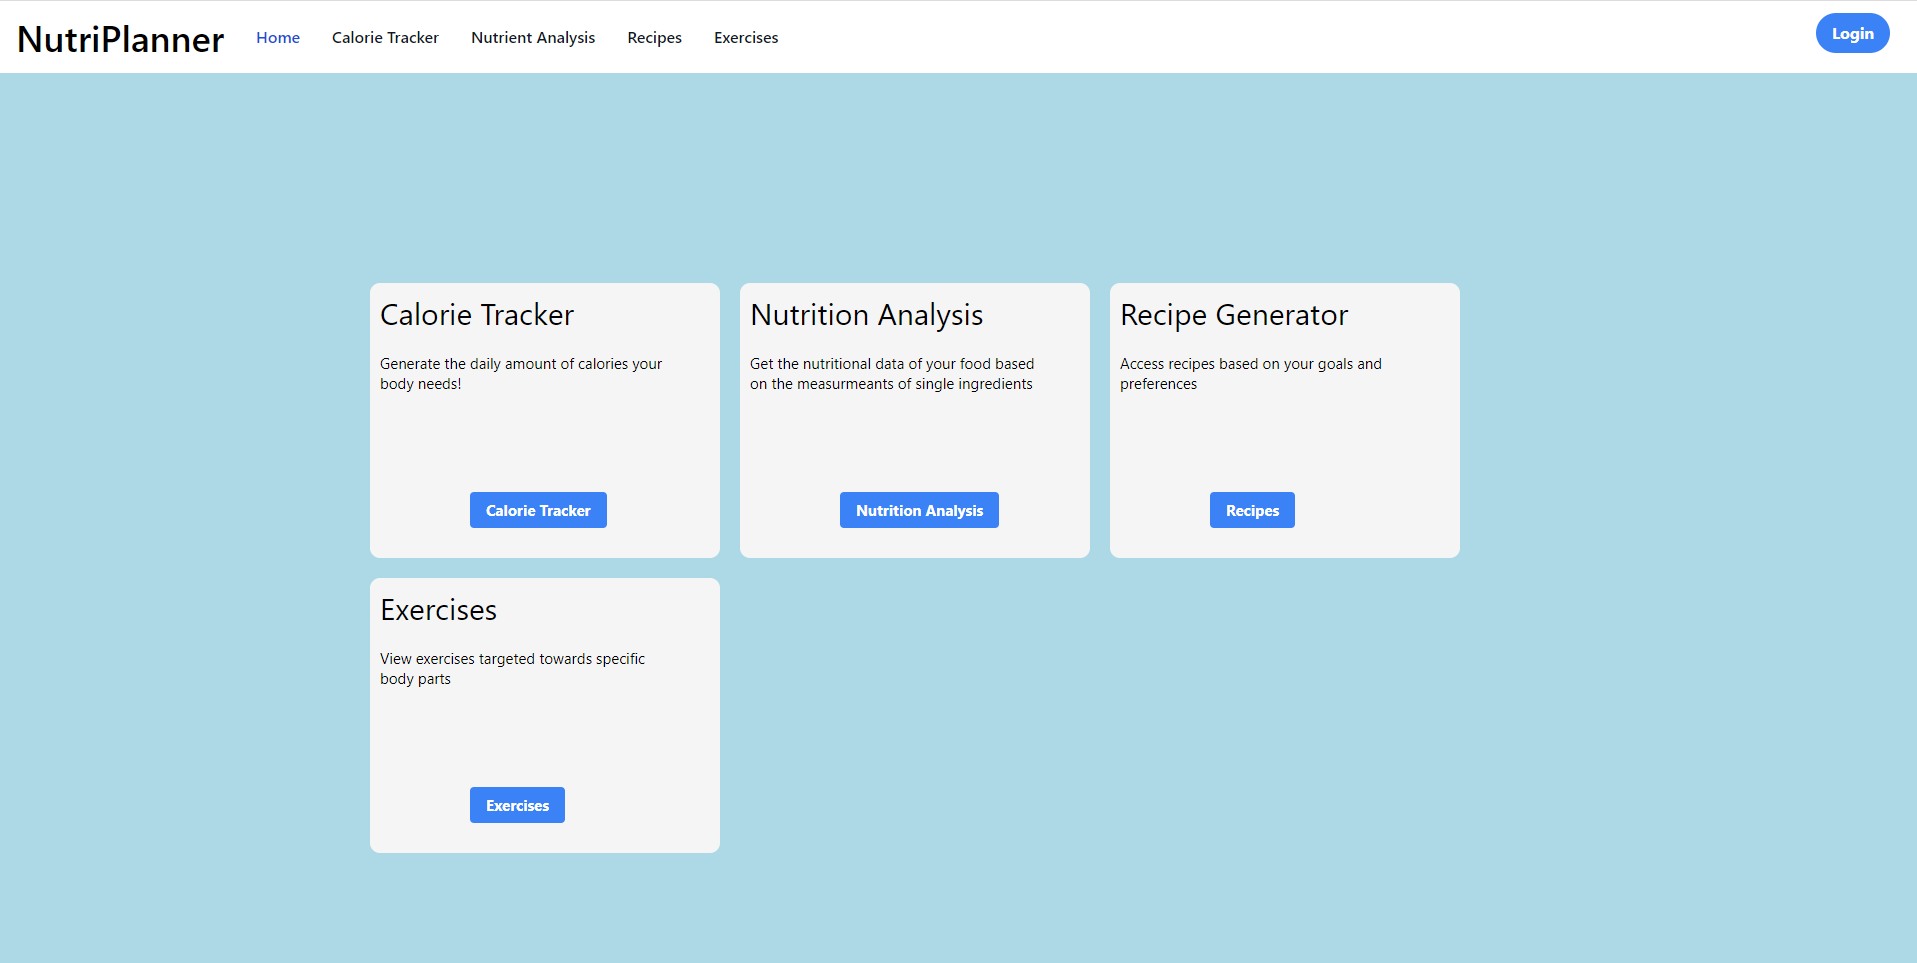 NutriPlanner Home Calorie Tracker Nutrient Analysis Recipes Exercises Login
Calorie Tracker
Generate the daily amount of calories your
body needs!
Calorie Tracker
Nutrition Analysis
Get the nutritional data of your food based
on the measurmeants of single ingredients
Nutrition Analysis
Recipe Generator
Access recipes based on your goals and
preferences
Recipes
Exercises
View exercises targeted towards specific
body parts
Exercises